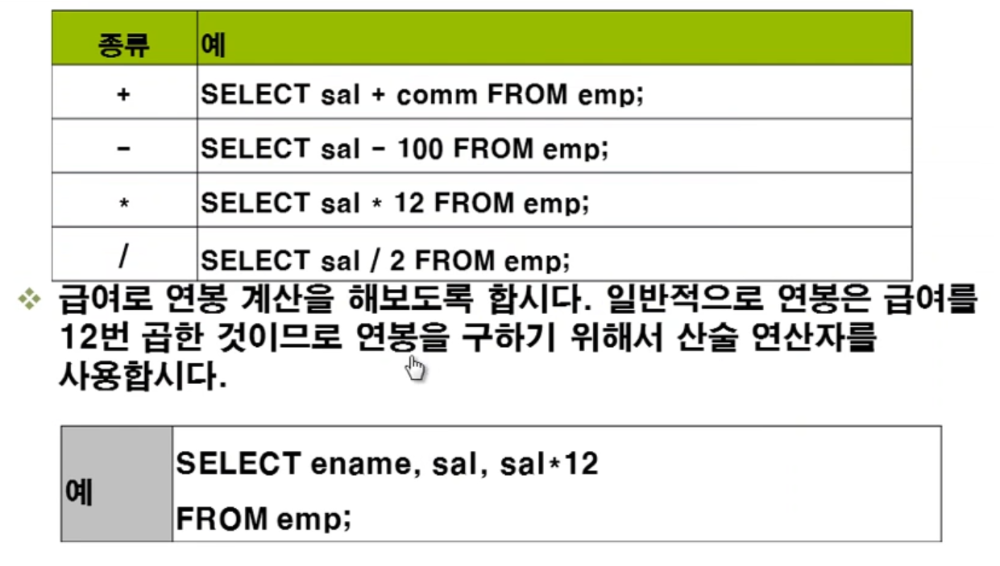 종류 예
+ SELECT sal + comm FROM emp;
- SELECT sal - 100 FROM emp;
* SELECT sal * 12 FROM emp;
/ SELECT sal / 2 FROM emp;
❖ 급여로 연봉 계산을 해보도록 합시다. 일반적으로 연봉은 급여를
12번 곱한 것이므로 연봉을 구하기 위해서 산술 연산자를
사용합시다.
예
SELECT ename, sal, sal*12
FROM emp;